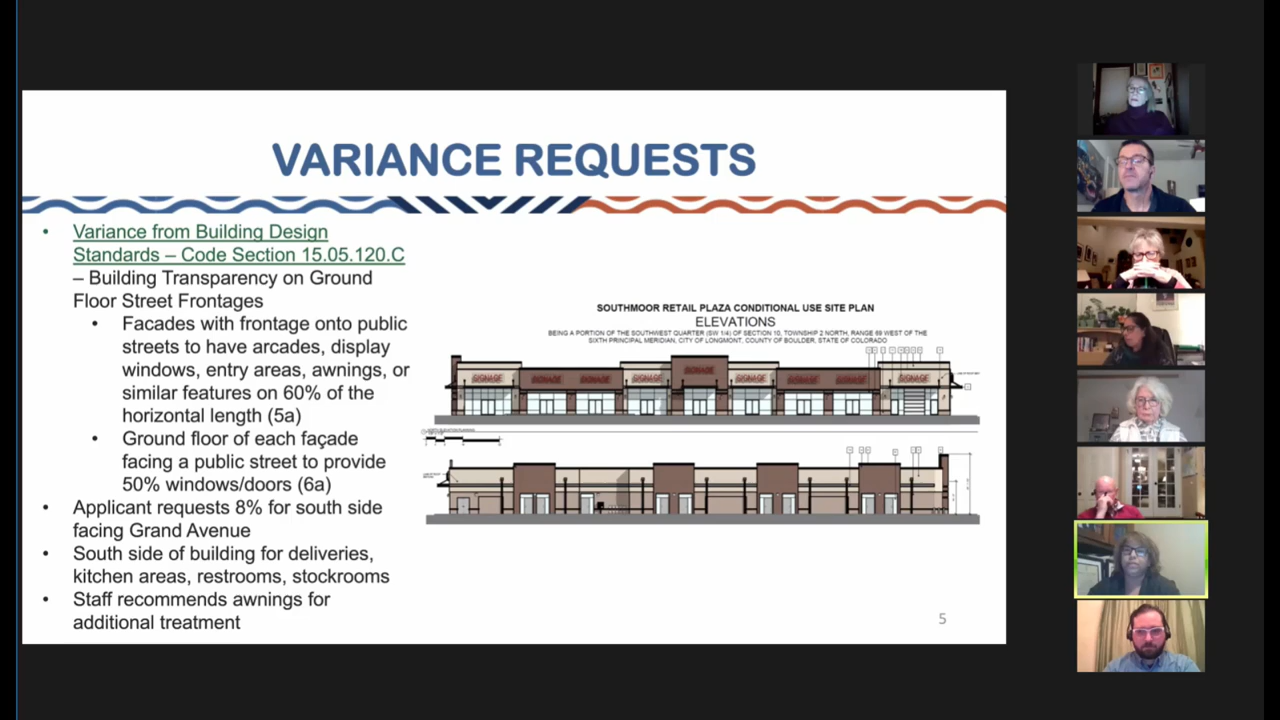 VARIANCE REQUESTS
• Variance from Building Design
Standards – Code Section 15.05.120.C
– Building Transparency on Ground
Floor Street Frontages
• Facades with frontage onto public
streets to have arcades, display
windows, entry areas, awnings, or
similar features on 60% of the
horizontal length (5a)
• Ground floor of each façade
facing a public street to provide
50% windows/doors (6a)
• Applicant requests 8% for south side
facing Grand Avenue
• South side of building for deliveries,
kitchen areas, restrooms, stockrooms
• Staff recommends awnings for
additional treatment
SOUTHMOOR RETAIL PLAZA CONDITIONAL USE SITE PLAN
ELEVATIONS
BEING A PORTION OF THE SOUTHWEST QUARTER (SW 1/4) OF SECTION 10, TOWNSHIP 2 NORTH, RANGE 69 WEST OF THE
SIXTH PRINCIPAL MERIDIAN, CITY OF LONGMONT, COUNTY OF BOULDER, STATE OF COLORADO
SIGNAGE SIGNAGE SIGNAGE SIGNAGE SIGNAGE SIGNAGE SIGNAGE SIGNAGE SIGNAGE
5